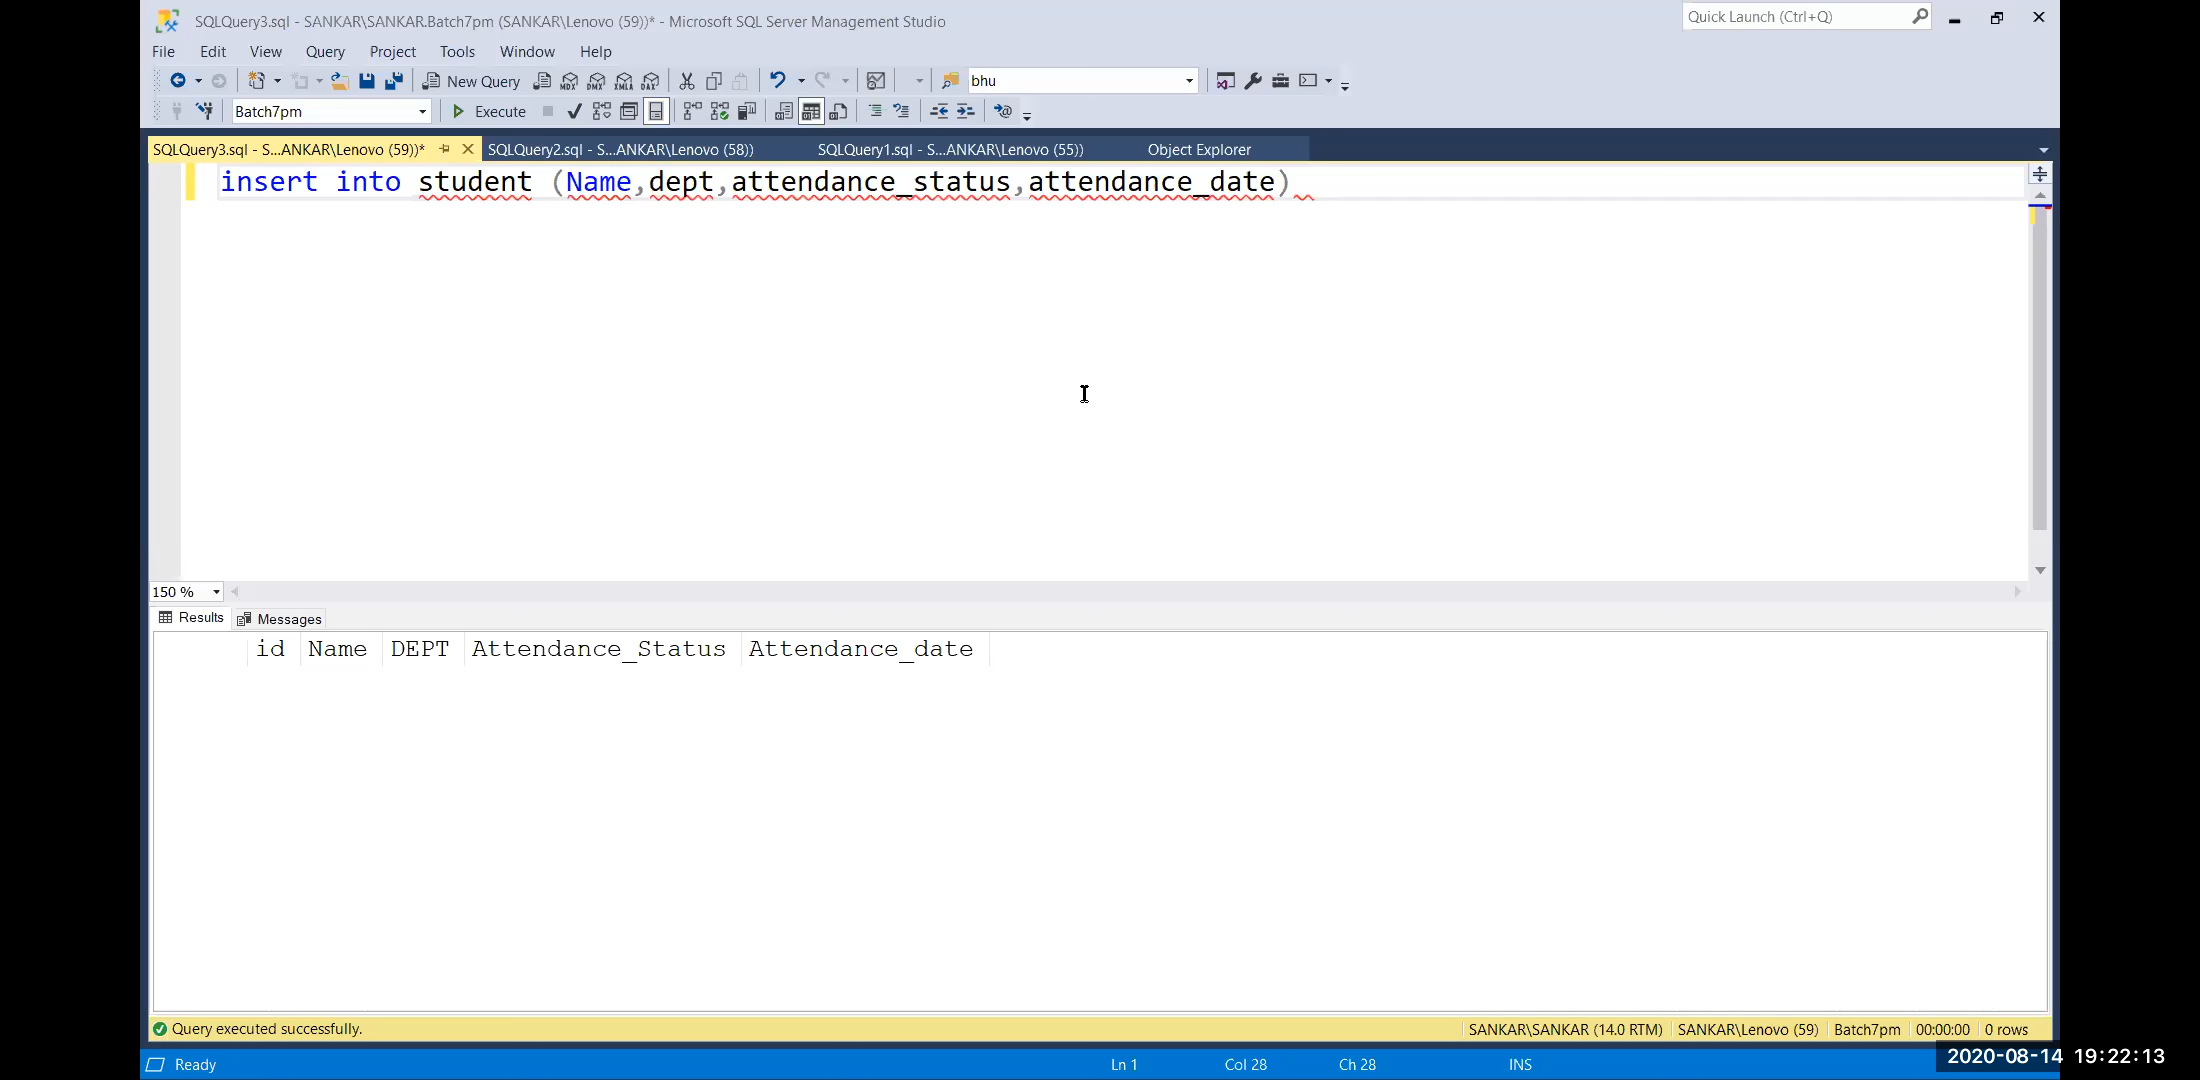 SQLQuery3.sql - SANKAR\SANKAR.Batch7pm (SANKAR\Lenovo (59))* - Microsoft SQL Server Management Studio
Quick Launch (Ctrl+Q)
File Edit View Query Project Tools Window Help
New Query MDX DMX XMLA DAX bhu
Batch7pm Execute
SQLQuery3.sql - S...ANKAR\Lenovo (59))* SQLQuery2.sql - S...ANKAR\Lenovo (58)) SQLQuery1.sql - S...ANKAR\Lenovo (55)) Object Explorer
insert into student (Name,dept,attendance_status,attendance_date)
150 %
Results Messages
id Name DEPT Attendance_Status Attendance_date
Query executed successfully. SANKAR\SANKAR (14.0 RTM) SANKAR\Lenovo (59) Batch7pm 00:00:00 0 rows
Ready Ln 1 Col 28 Ch 28 INS
2020-08-14 19:22:13